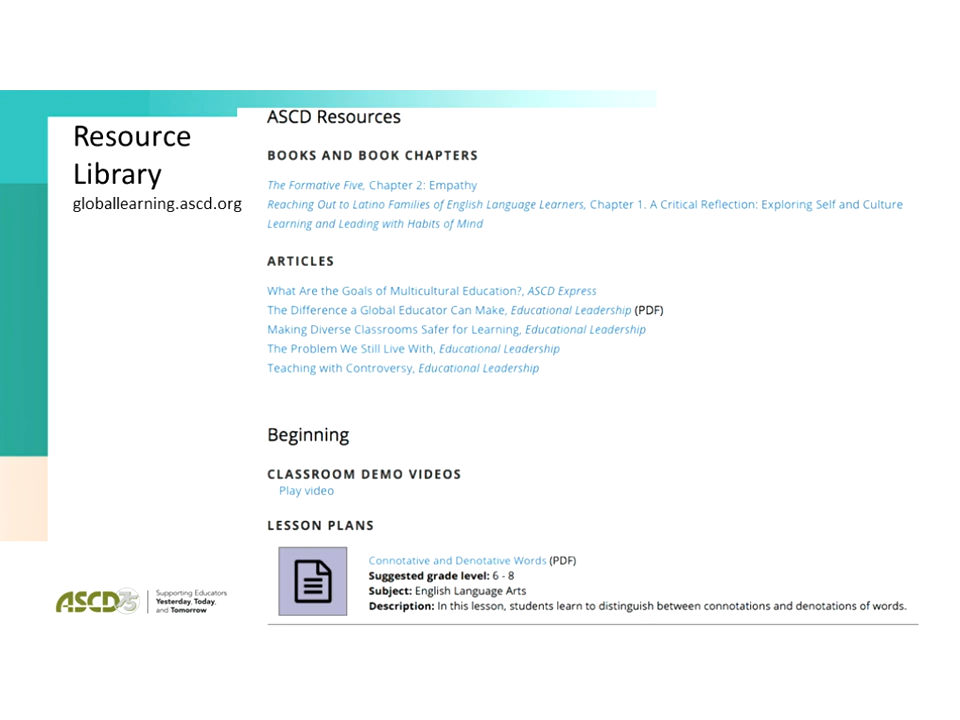 Resource
Library
globallearning.ascd.org
ASCD Resources
BOOKS AND BOOK CHAPTERS
The Formative Five, Chapter 2: Empathy
Reaching Out to Latino Families of English Language Learners, Chapter 1. A Critical Reflection: Exploring Self and Culture
Learning and Leading with Habits of Mind
ARTICLES
What Are the Goals of Multicultural Education?, ASCD Express
The Difference a Global Educator Can Make, Educational Leadership (PDF)
Making Diverse Classrooms Safer for Learning, Educational Leadership
The Problem We Still Live With, Educational Leadership
Teaching with Controversy, Educational Leadership
Beginning
CLASSROOM DEMO VIDEOS
Play video
LESSON PLANS
Connotative and Denotative Words (PDF)
Suggested grade level: 6 - 8
Subject: English Language Arts
Description: In this lesson, students learn to distinguish between connotations and denotations of words.
ASCD 75
Supporting Educators
Yesterday, Today,
and Tomorrow